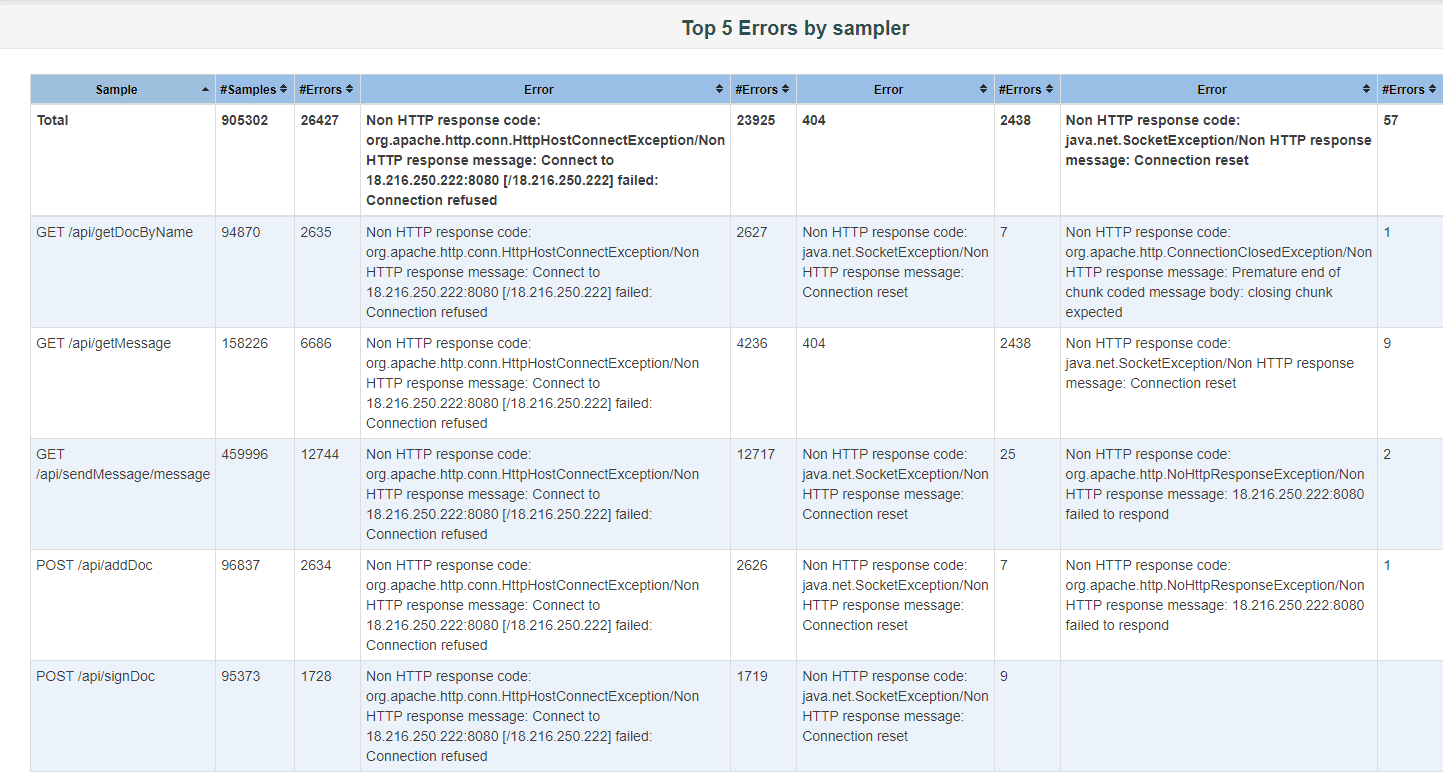 Top 5 Errors by sampler
Sample #Samples #Errors Error #Errors Error #Errors Error #Errors
Total 905302 26427 Non HTTP response code: 23925 404 2438 Non HTTP response code: 57
org.apache.http.conn.HttpHostConnectException/Non java.net.SocketException/Non HTTP response
HTTP response message: Connect to message: Connection reset
18.216.250.222:8080 [/18.216.250.222] failed:
Connection refused
GET /api/getDocByName 94870 2635 Non HTTP response code: 2627 Non HTTP response code: 7 Non HTTP response code: 1
org.apache.http.conn.HttpHostConnectException/Non java.net.SocketException/Non org.apache.http.ConnectionClosedException/Non
HTTP response message: Connect to HTTP response message: HTTP response message: Premature end of
18.216.250.222:8080 [/18.216.250.222] failed: Connection reset chunk coded message body: closing chunk
Connection refused expected
GET /api/getMessage 158226 6686 Non HTTP response code: 4236 404 2438 Non HTTP response code: 9
org.apache.http.conn.HttpHostConnectException/Non java.net.SocketException/Non HTTP response
HTTP response message: Connect to message: Connection reset
18.216.250.222:8080 [/18.216.250.222] failed:
Connection refused
GET 459996 12744 Non HTTP response code: 12717 Non HTTP response code: 25 Non HTTP response code: 2
/api/sendMessage/message org.apache.http.conn.HttpHostConnectException/Non java.net.SocketException/Non org.apache.http.NoHttpResponseException/Non
HTTP response message: Connect to HTTP response message: HTTP response message: 18.216.250.222:8080
18.216.250.222:8080 [/18.216.250.222] failed: Connection reset failed to respond
Connection refused
POST /api/addDoc 96837 2634 Non HTTP response code: 2626 Non HTTP response code: 7 Non HTTP response code: 1
org.apache.http.conn.HttpHostConnectException/Non java.net.SocketException/Non org.apache.http.NoHttpResponseException/Non
HTTP response message: Connect to HTTP response message: HTTP response message: 18.216.250.222:8080
18.216.250.222:8080 [/18.216.250.222] failed: Connection reset failed to respond
Connection refused
POST /api/signDoc 95373 1728 Non HTTP response code: 1719 Non HTTP response code: 9
org.apache.http.conn.HttpHostConnectException/Non java.net.SocketException/Non
HTTP response message: Connect to HTTP response message:
18.216.250.222:8080 [/18.216.250.222] failed: Connection reset
Connection refused